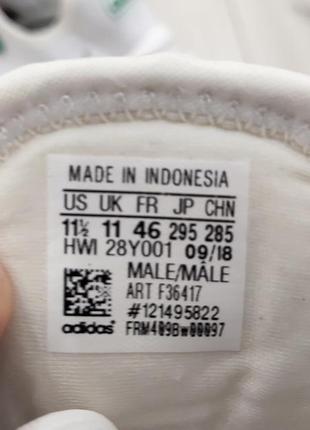 MADE IN INDONESIA
US UK FR JP CHN
11½ 11 46 295 285
HWI 28Y001 09/18
MALE/MÂLE
ART F36417
#121495822
adidas FRM409Bw00097